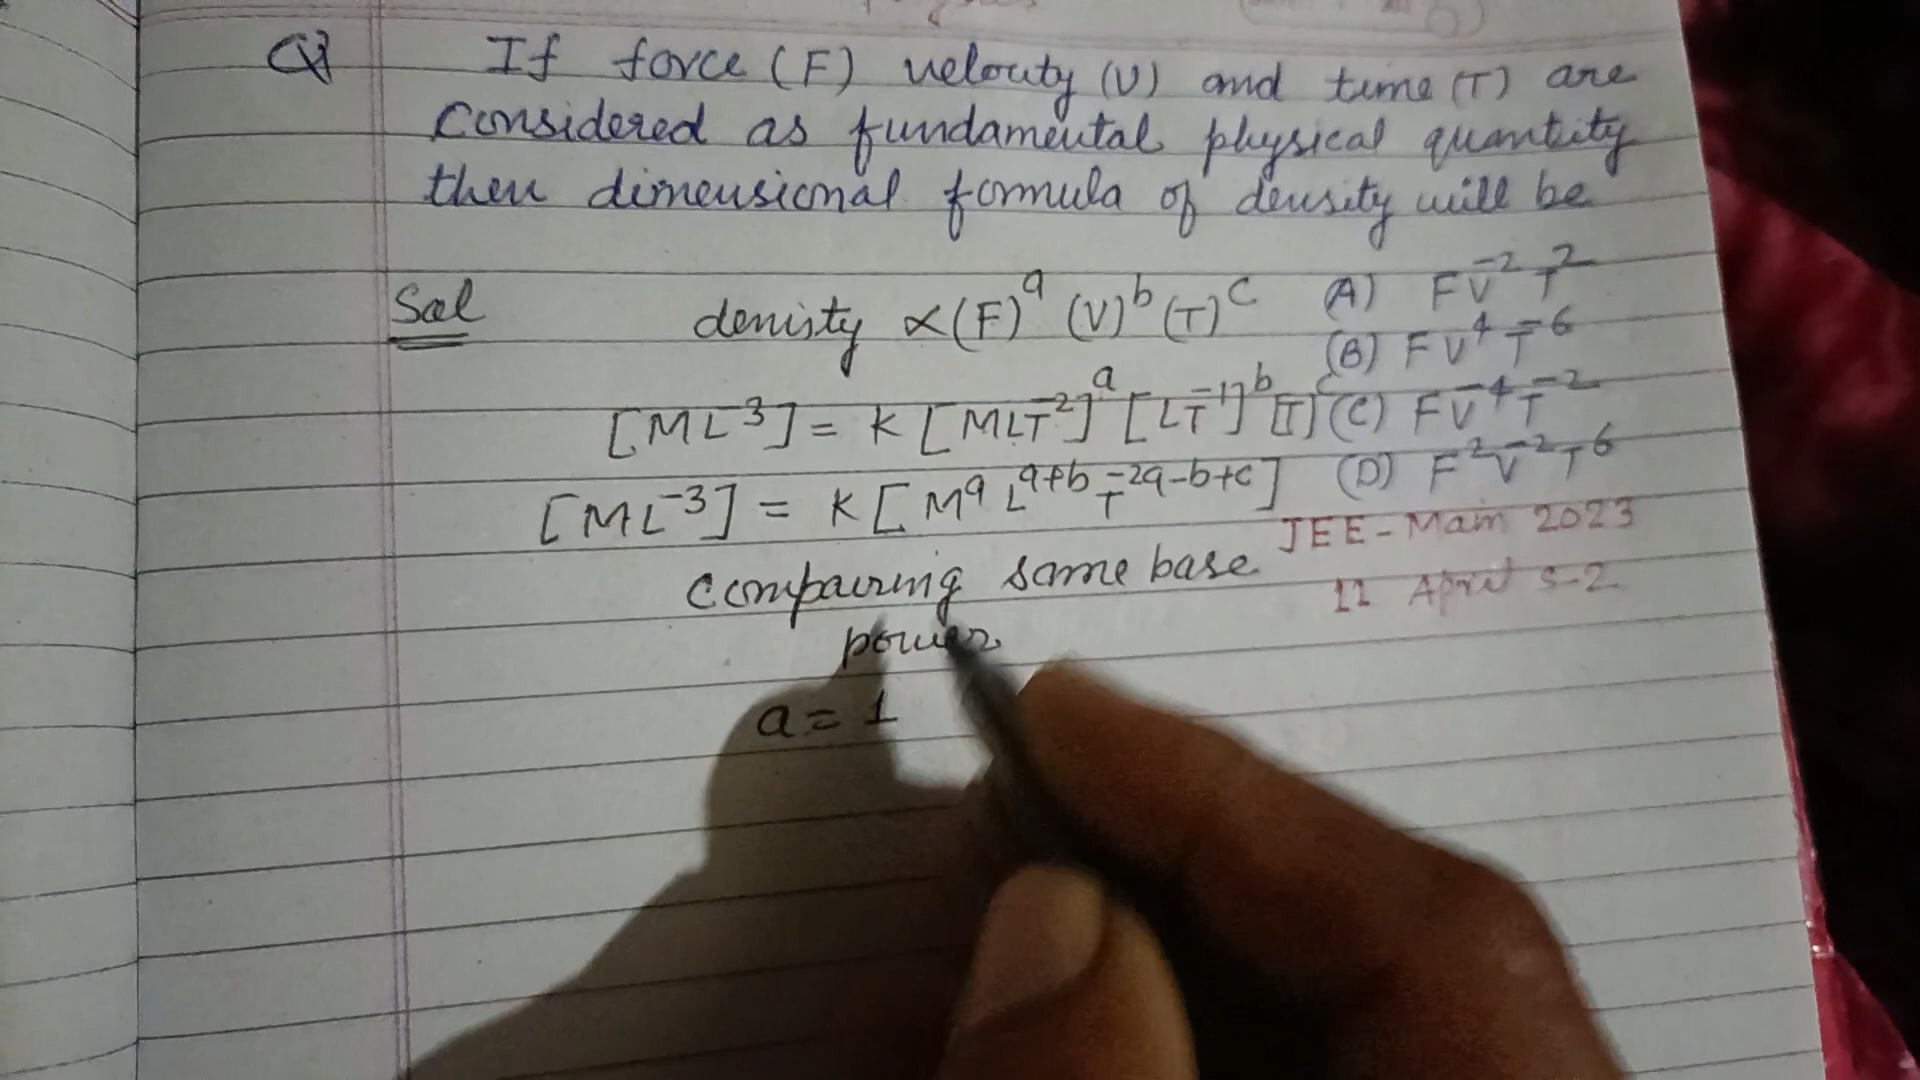 Q If force (F) velouty (V) and time (T) are
considered as fundamental physical quantity
then dimensional formula of density will be
Sol denisty ∝ (F)^a (V)^b (T)^c (A) FV^-2 T^2
(B) FV^4 T^-6
[ML^-3] = K [MLT^-2]^a [LT^-1]^b [T]^c (C) FV^-4 T^-2
[ML^-3] = K [M^a L^a+b T^-2a-b+c] (D) F^2 V^-2 T^6
JEE-Main 2023
Comparing same base 11 April S-2
power
a = 1